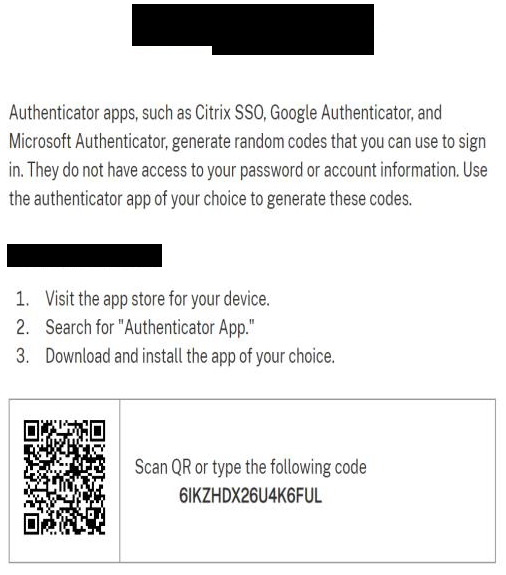 Authenticator apps, such as Citrix SSO, Google Authenticator, and
Microsoft Authenticator, generate random codes that you can use to sign
in. They do not have access to your password or account information. Use
the authenticator app of your choice to generate these codes.
1. Visit the app store for your device.
2. Search for "Authenticator App."
3. Download and install the app of your choice.
Scan QR or type the following code
6IKZHDX26U4K6FUL